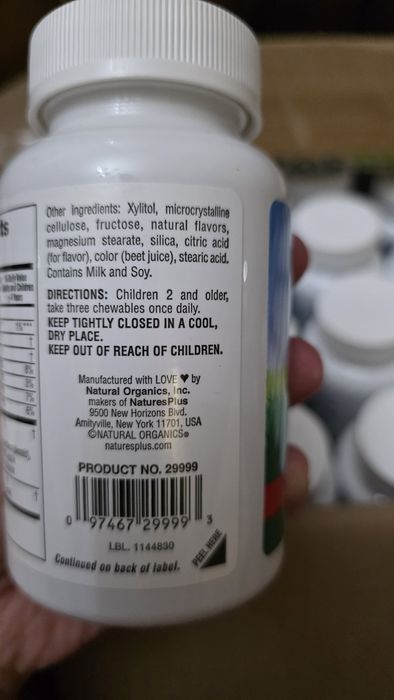 Other Ingredients: Xylitol, microcrystalline
cellulose, fructose, natural flavors,
magnesium stearate, silica, citric acid
(for flavor), color (beet juice), stearic acid.
Contains Milk and Soy.
DIRECTIONS: Children 2 and older,
take three chewables once daily.
KEEP TIGHTLY CLOSED IN A COOL,
DRY PLACE.
KEEP OUT OF REACH OF CHILDREN.
Manufactured with LOVE ♥ by
Natural Organics, Inc.
makers of NaturesPlus
9500 New Horizons Blvd.
Amityville, New York 11701, USA
©NATURAL ORGANICS®
naturesplus.com
PRODUCT NO. 29999
0 97467 29999 3
LBL. 1144830
PEEL HERE
Continued on back of label.